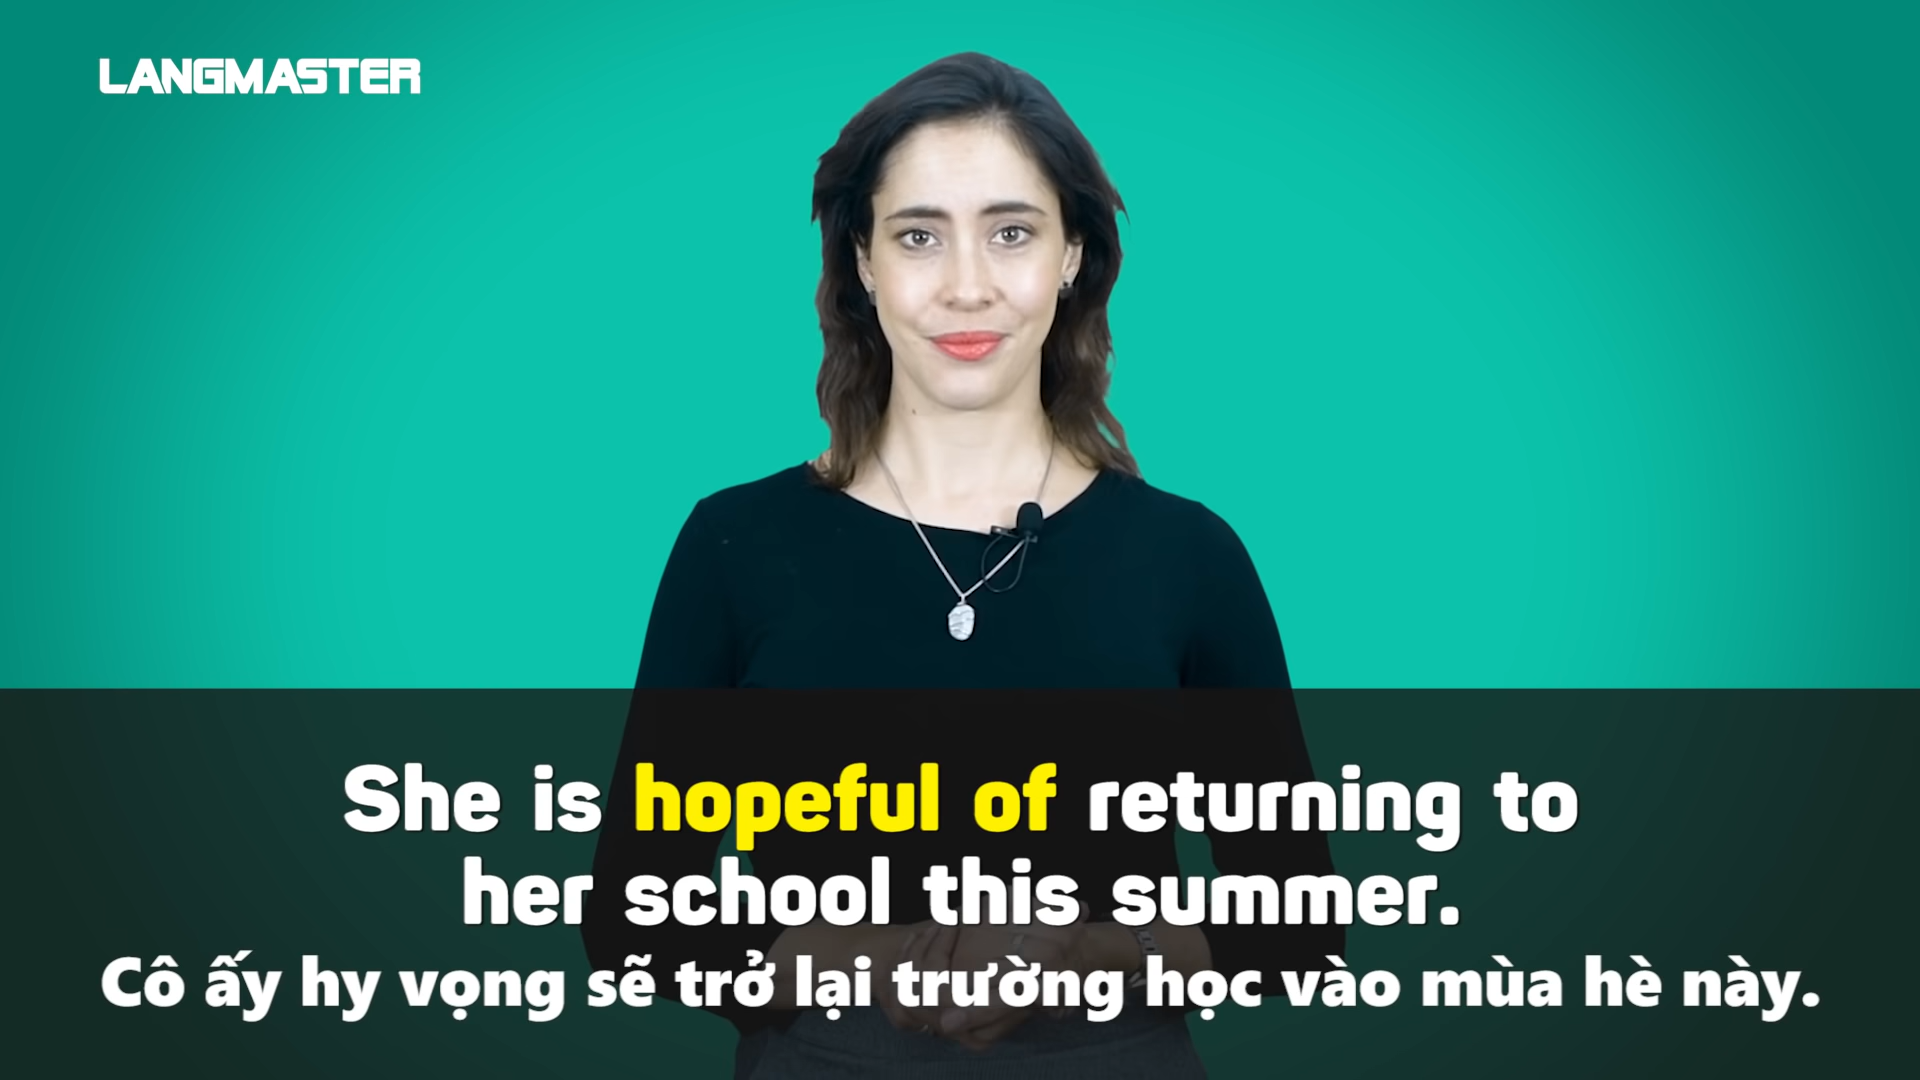 LANGMASTER
She is hopeful of returning to
her school this summer.
Cô ấy hy vọng sẽ trở lại trường học vào mùa hè này.